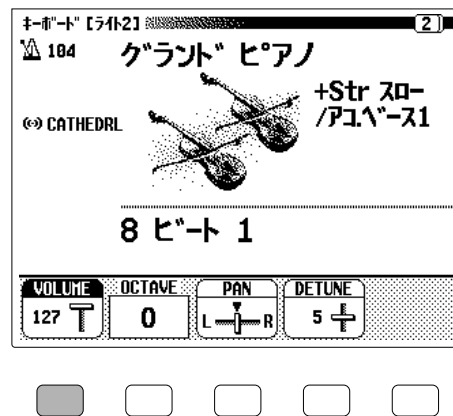 キーボード [ライト2]
2
104
グランド ピアノ
+Str スロー
/アコ.ベース1
CATHEDRL
8 ビート 1
VOLUME OCTAVE PAN DETUNE
127 0 L R 5